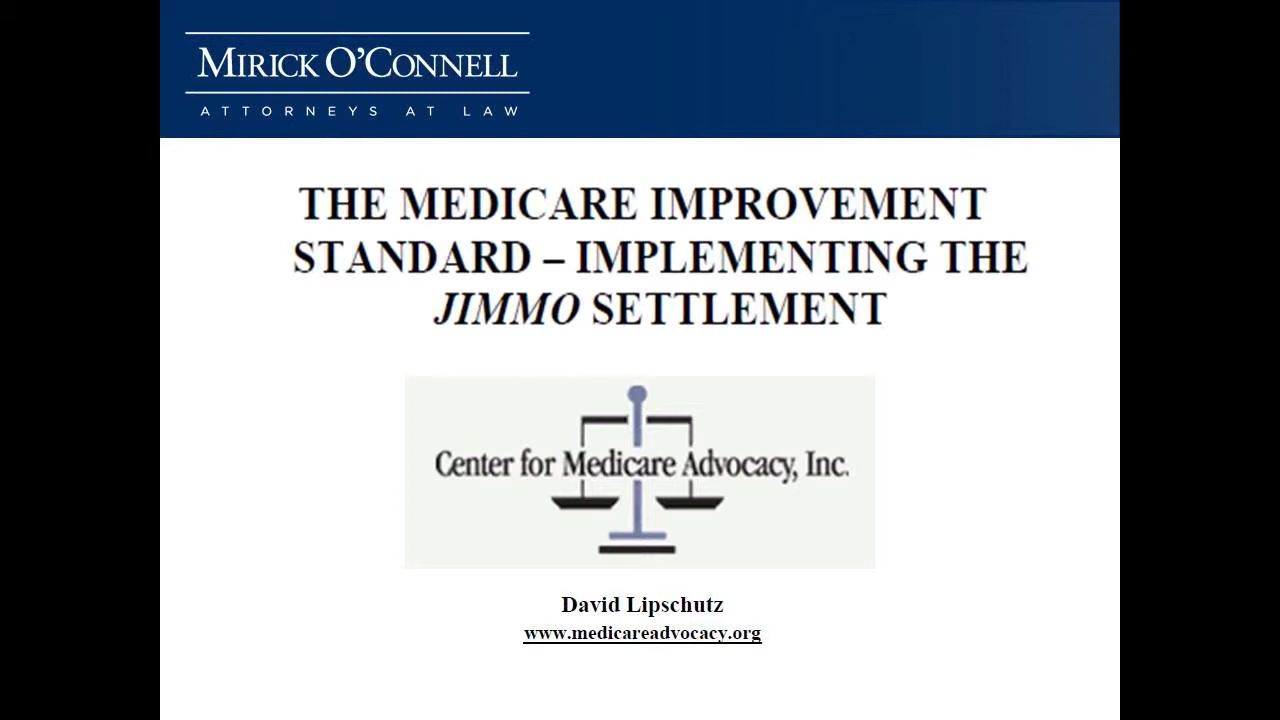 MIRICK O'CONNELL
ATTORNEYS AT LAW
THE MEDICARE IMPROVEMENT
STANDARD – IMPLEMENTING THE
JIMMO SETTLEMENT
Center for Medicare Advocacy, Inc.
David Lipschutz
www.medicareadvocacy.org